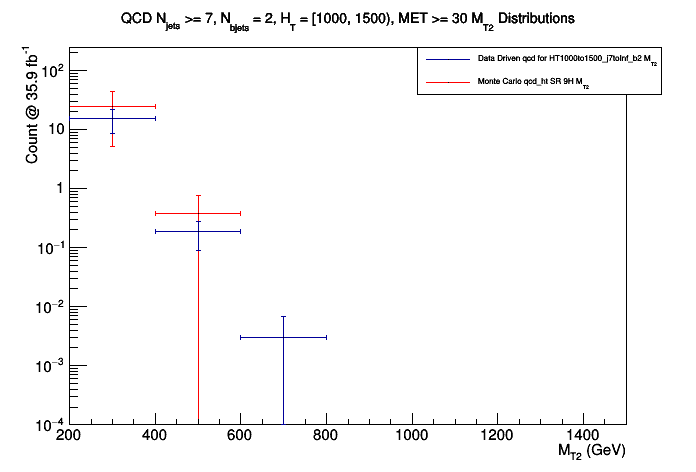 QCD N_jets >= 7, N_bjets = 2, H_T = [1000, 1500), MET >= 30 M_T2 Distributions
Data Driven qcd for HT1000to1500_j7toInf_b2 M_T2
Monte Carlo qcd_ht SR 9H M_T2
Count @ 35.9 fb^-1
10^2
10
1
10^-1
10^-2
10^-3
10^-4
200 400 600 800 1000 1200 1400
M_T2 (GeV)